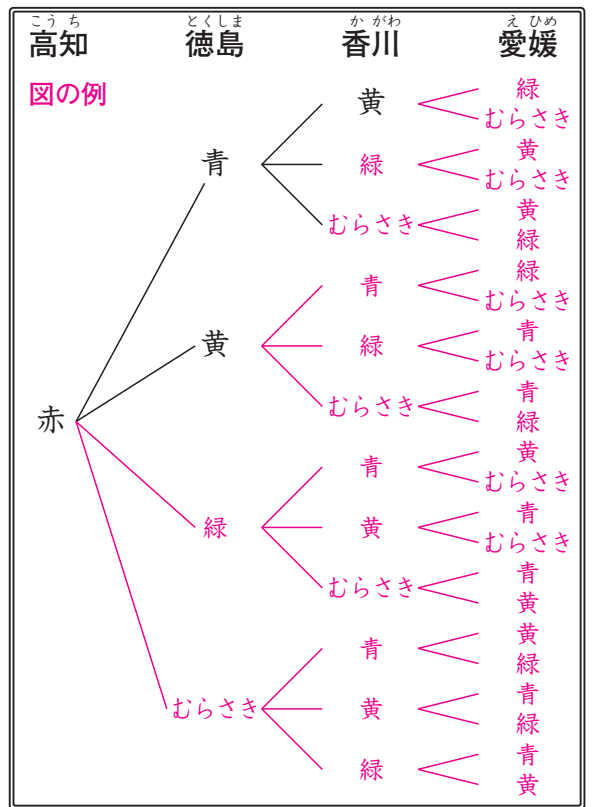 こうち とくしま かがわ えひめ
高知 徳島 香川 愛媛
図の例
緑
黄
むらさき
青
黄
緑
むらさき
黄
むらさき
緑
緑
青
むらさき
青
黄
緑
むらさき
青
むらさき
赤
緑
黄
青
むらさき
青
緑
黄
むらさき
青
むらさき
黄
黄
青
緑
青
むらさき
黄
緑
青
緑
黄